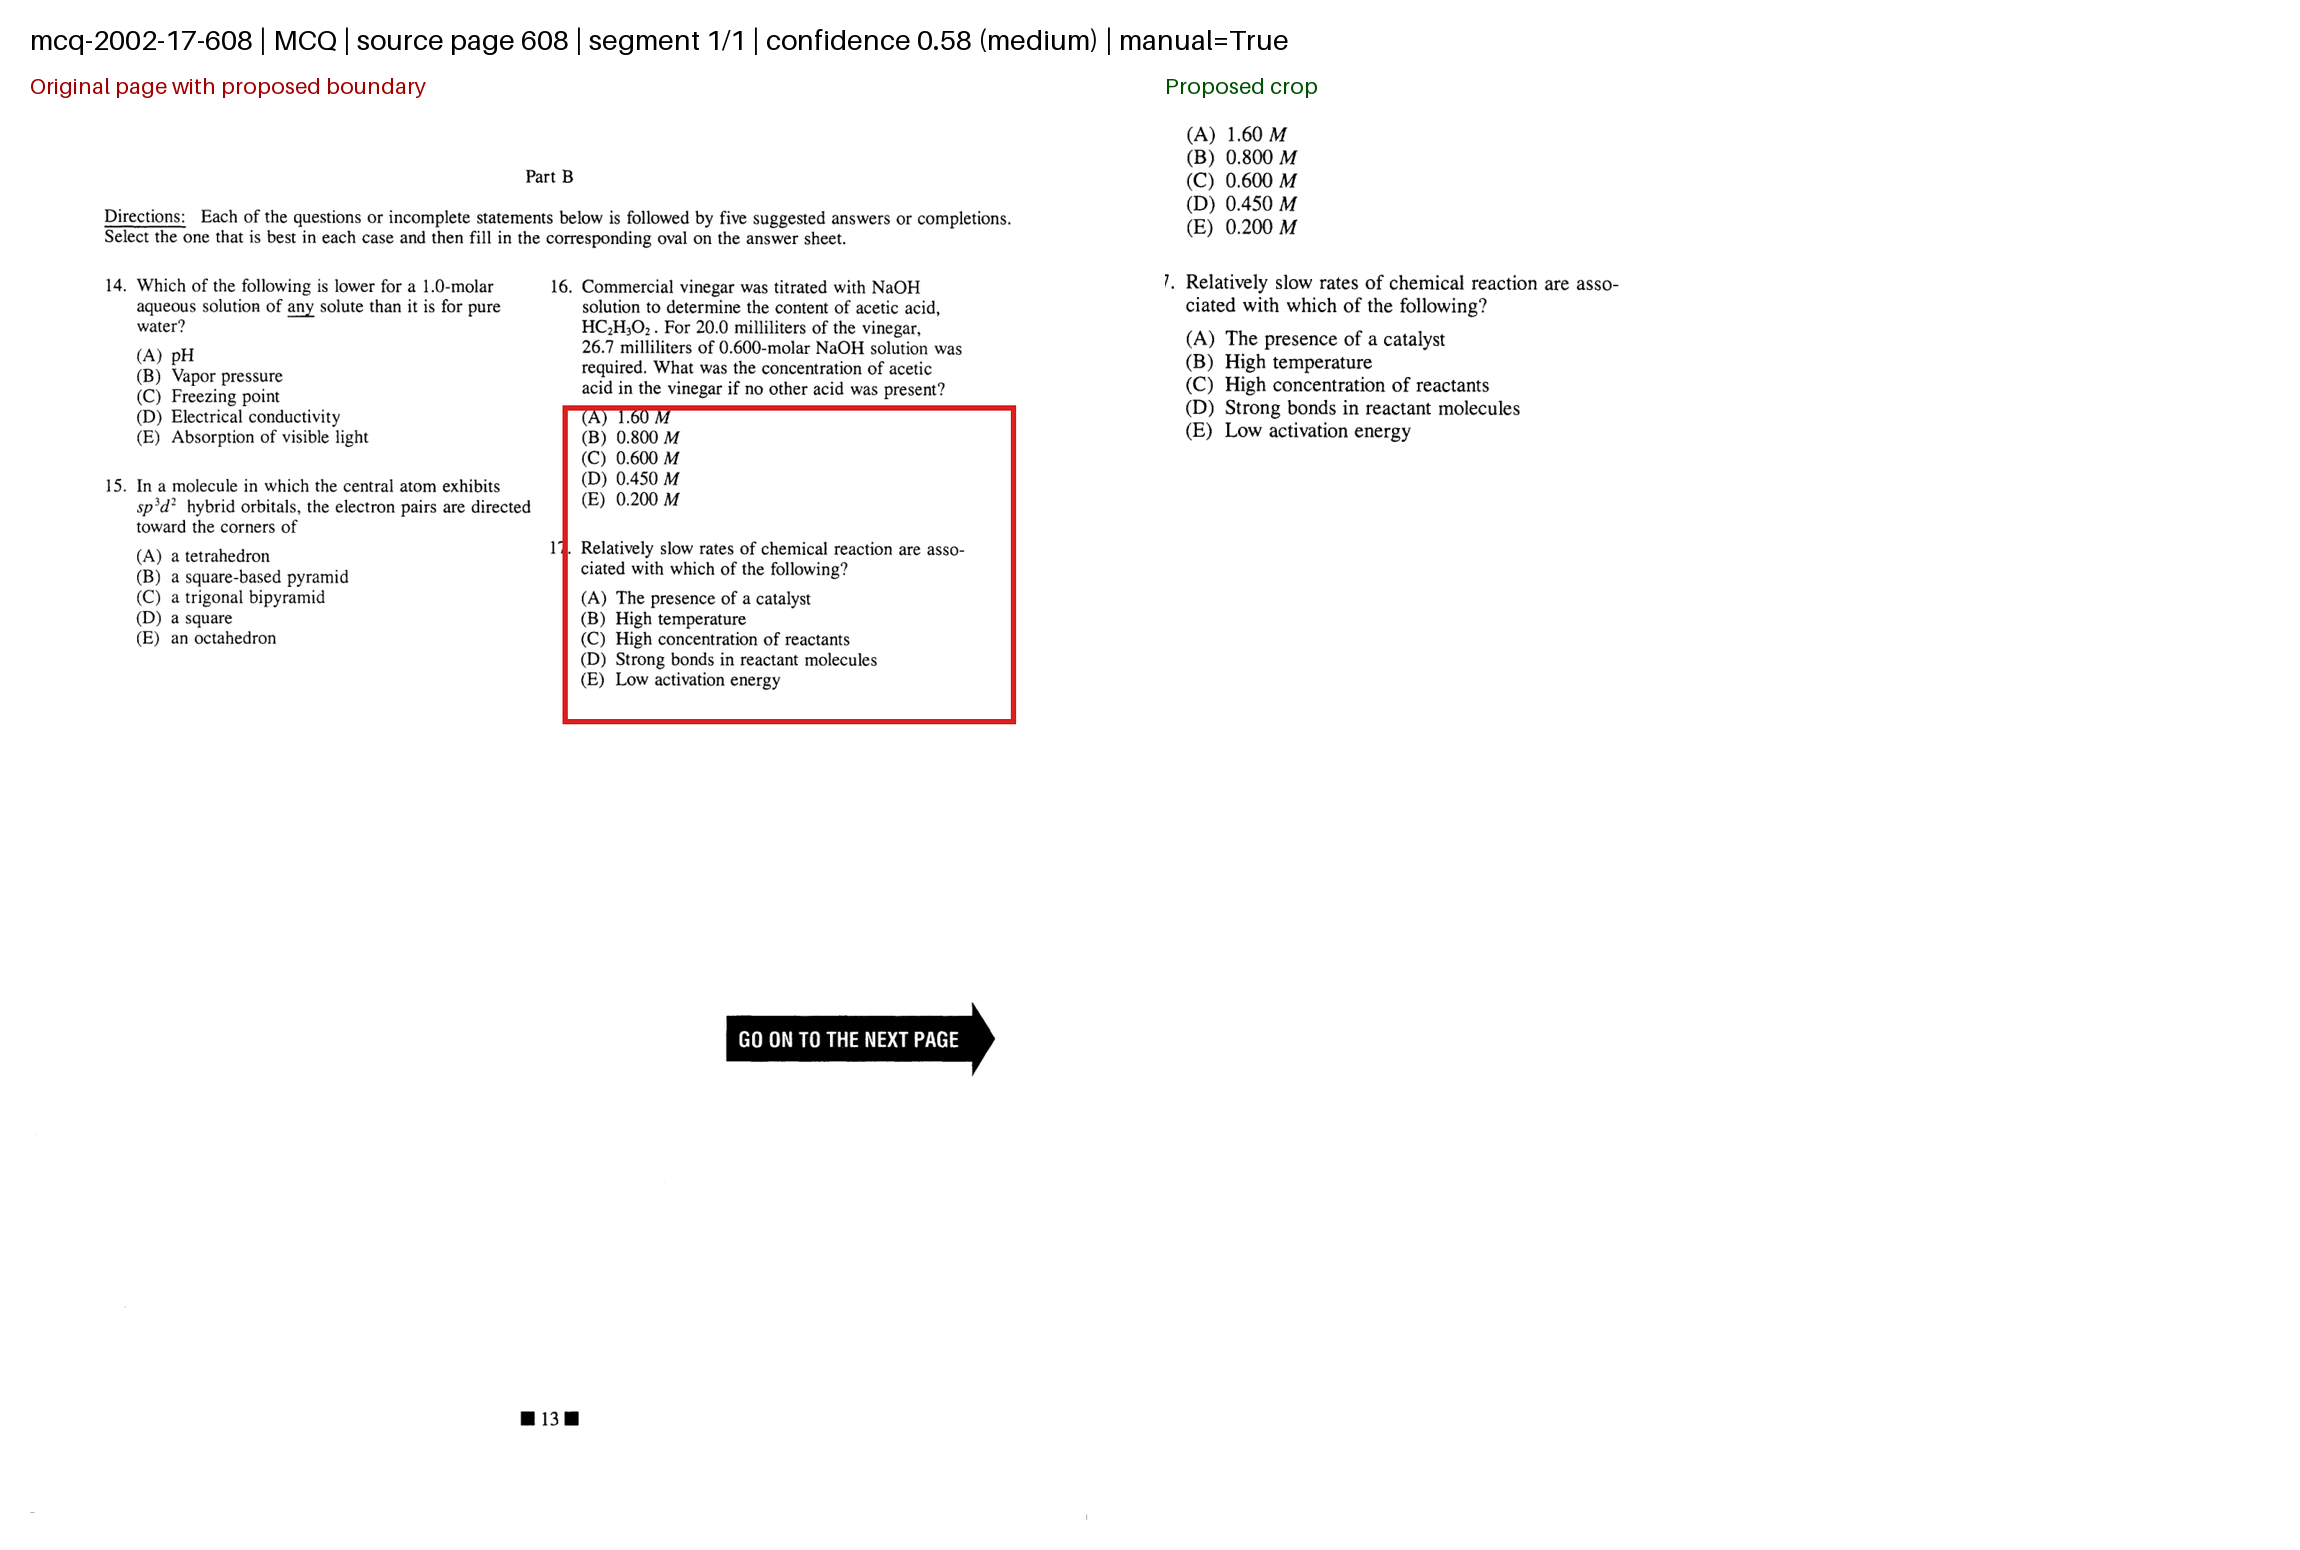 mcq-2002-17-608 | MCQ | source page 608 | segment 1/1 | confidence 0.58 (medium) | manual=True
Original page with proposed boundary
Part B
Directions: Each of the questions or incomplete statements below is followed by five suggested answers or completions.
Select the one that is best in each case and then fill in the corresponding oval on the answer sheet.
14. Which of the following is lower for a 1.0-molar
aqueous solution of any solute than it is for pure
water?
(A) pH
(B) Vapor pressure
(C) Freezing point
(D) Electrical conductivity
(E) Absorption of visible light
15. In a molecule in which the central atom exhibits
sp³d² hybrid orbitals, the electron pairs are directed
toward the corners of
(A) a tetrahedron
(B) a square-based pyramid
(C) a trigonal bipyramid
(D) a square
(E) an octahedron
16. Commercial vinegar was titrated with NaOH
solution to determine the content of acetic acid,
HC₂H₃O₂. For 20.0 milliliters of the vinegar,
26.7 milliliters of 0.600-molar NaOH solution was
required. What was the concentration of acetic
acid in the vinegar if no other acid was present?
(A) 1.60 M
(B) 0.800 M
(C) 0.600 M
(D) 0.450 M
(E) 0.200 M
17. Relatively slow rates of chemical reaction are asso-
ciated with which of the following?
(A) The presence of a catalyst
(B) High temperature
(C) High concentration of reactants
(D) Strong bonds in reactant molecules
(E) Low activation energy
GO ON TO THE NEXT PAGE
13
Proposed crop
(A) 1.60 M
(B) 0.800 M
(C) 0.600 M
(D) 0.450 M
(E) 0.200 M
7. Relatively slow rates of chemical reaction are asso-
ciated with which of the following?
(A) The presence of a catalyst
(B) High temperature
(C) High concentration of reactants
(D) Strong bonds in reactant molecules
(E) Low activation energy